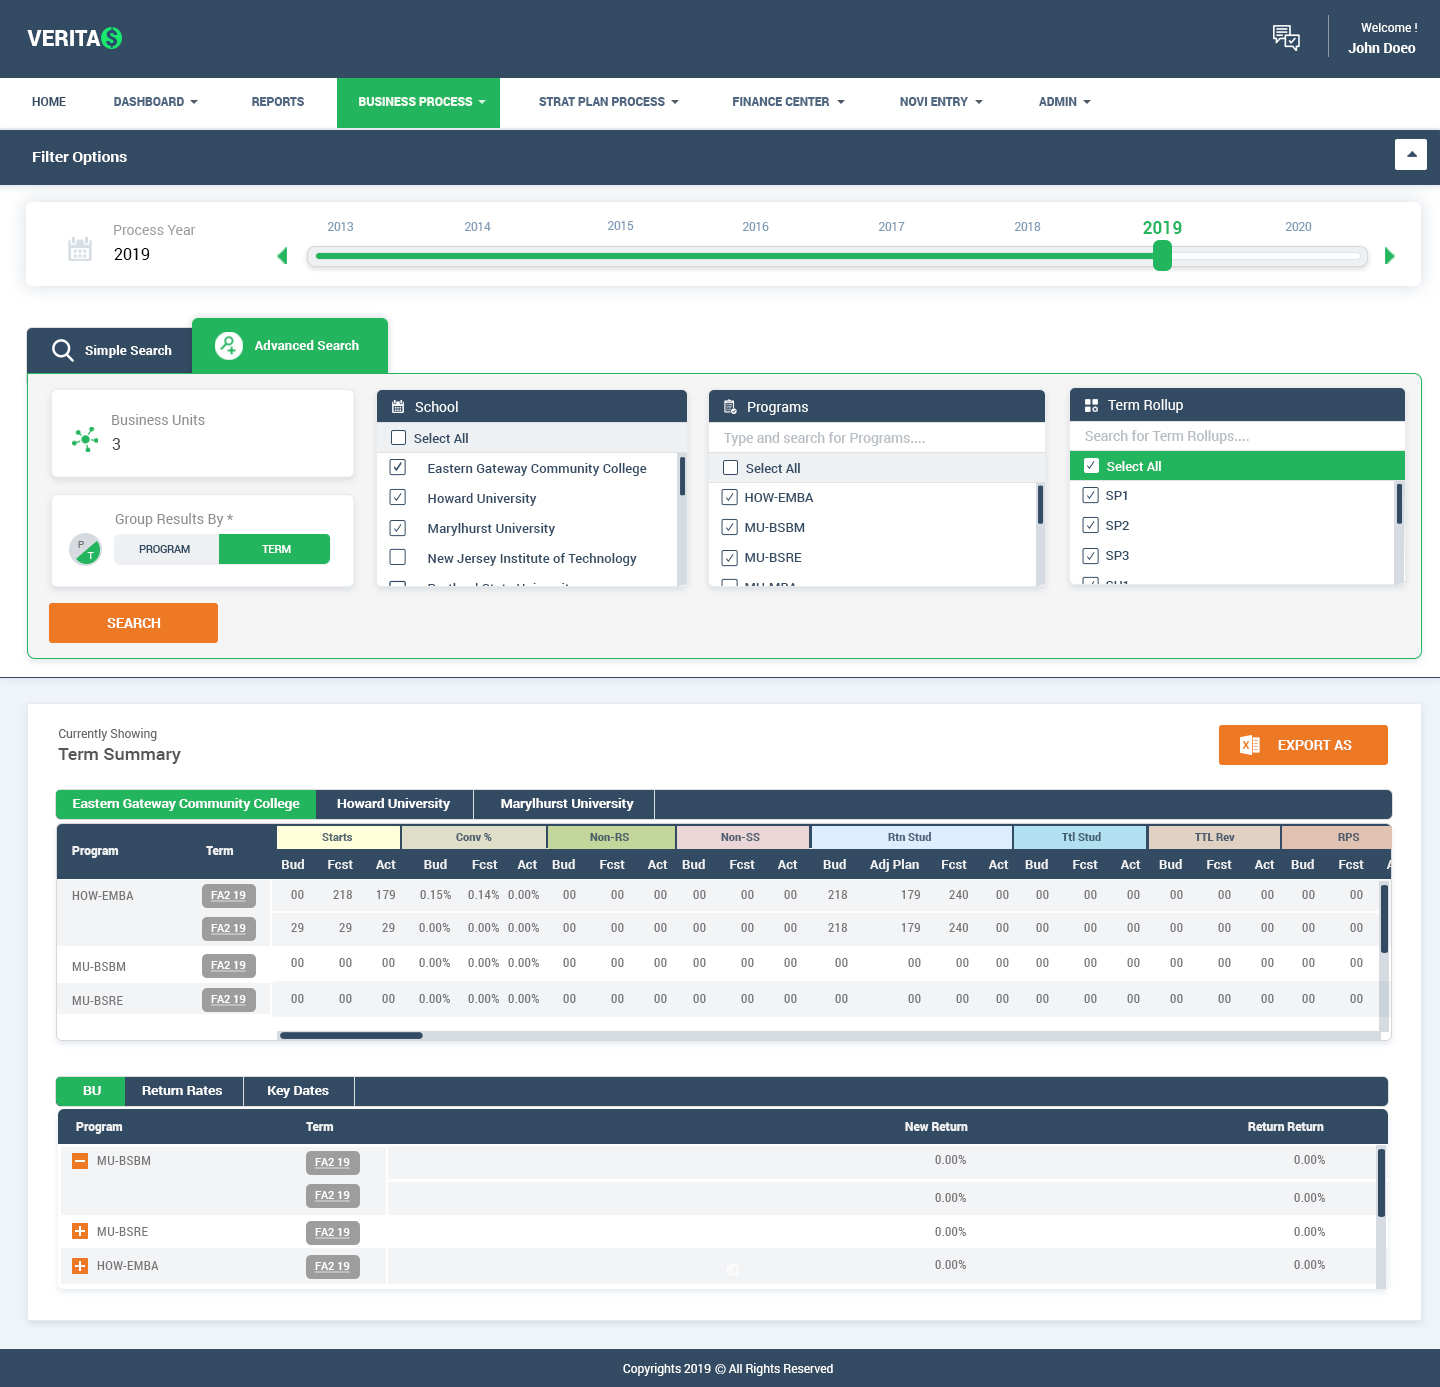 VERITAS
Welcome !
John Doeo
HOME DASHBOARD REPORTS BUSINESS PROCESS STRAT PLAN PROCESS FINANCE CENTER NOVI ENTRY ADMIN
Filter Options
Process Year
2019
2013 2014 2015 2016 2017 2018 2019 2020
Simple Search Advanced Search
Business Units
3
Group Results By *
P T PROGRAM TERM
School
Select All
Eastern Gateway Community College
Howard University
Marylhurst University
New Jersey Institute of Technology
Programs
Type and search for Programs....
Select All
HOW-EMBA
MU-BSBM
MU-BSRE
Term Rollup
Search for Term Rollups....
Select All
SP1
SP2
SP3
SEARCH
Currently Showing
Term Summary
EXPORT AS
Eastern Gateway Community College Howard University Marylhurst University
Program Term Starts Conv % Non-RS Non-SS Rtn Stud Ttl Stud TTL Rev RPS
Bud Fcst Act Bud Fcst Act Bud Fcst Act Bud Fcst Act Bud Adj Plan Fcst Act Bud Fcst Act Bud Fcst Act Bud Fcst
HOW-EMBA FA2 19 00 218 179 0.15% 0.14% 0.00% 00 00 00 00 00 00 218 179 240 00 00 00 00 00 00 00 00 00
FA2 19 29 29 29 0.00% 0.00% 0.00% 00 00 00 00 00 00 218 179 240 00 00 00 00 00 00 00 00 00
MU-BSBM FA2 19 00 00 00 0.00% 0.00% 0.00% 00 00 00 00 00 00 00 00 00 00 00 00 00 00 00 00 00 00
MU-BSRE FA2 19 00 00 00 0.00% 0.00% 0.00% 00 00 00 00 00 00 00 00 00 00 00 00 00 00 00 00 00 00
BU Return Rates Key Dates
Program Term New Return Return Return
MU-BSBM FA2 19 0.00% 0.00%
FA2 19 0.00% 0.00%
MU-BSRE FA2 19 0.00% 0.00%
HOW-EMBA FA2 19 0.00% 0.00%
Copyrights 2019 © All Rights Reserved